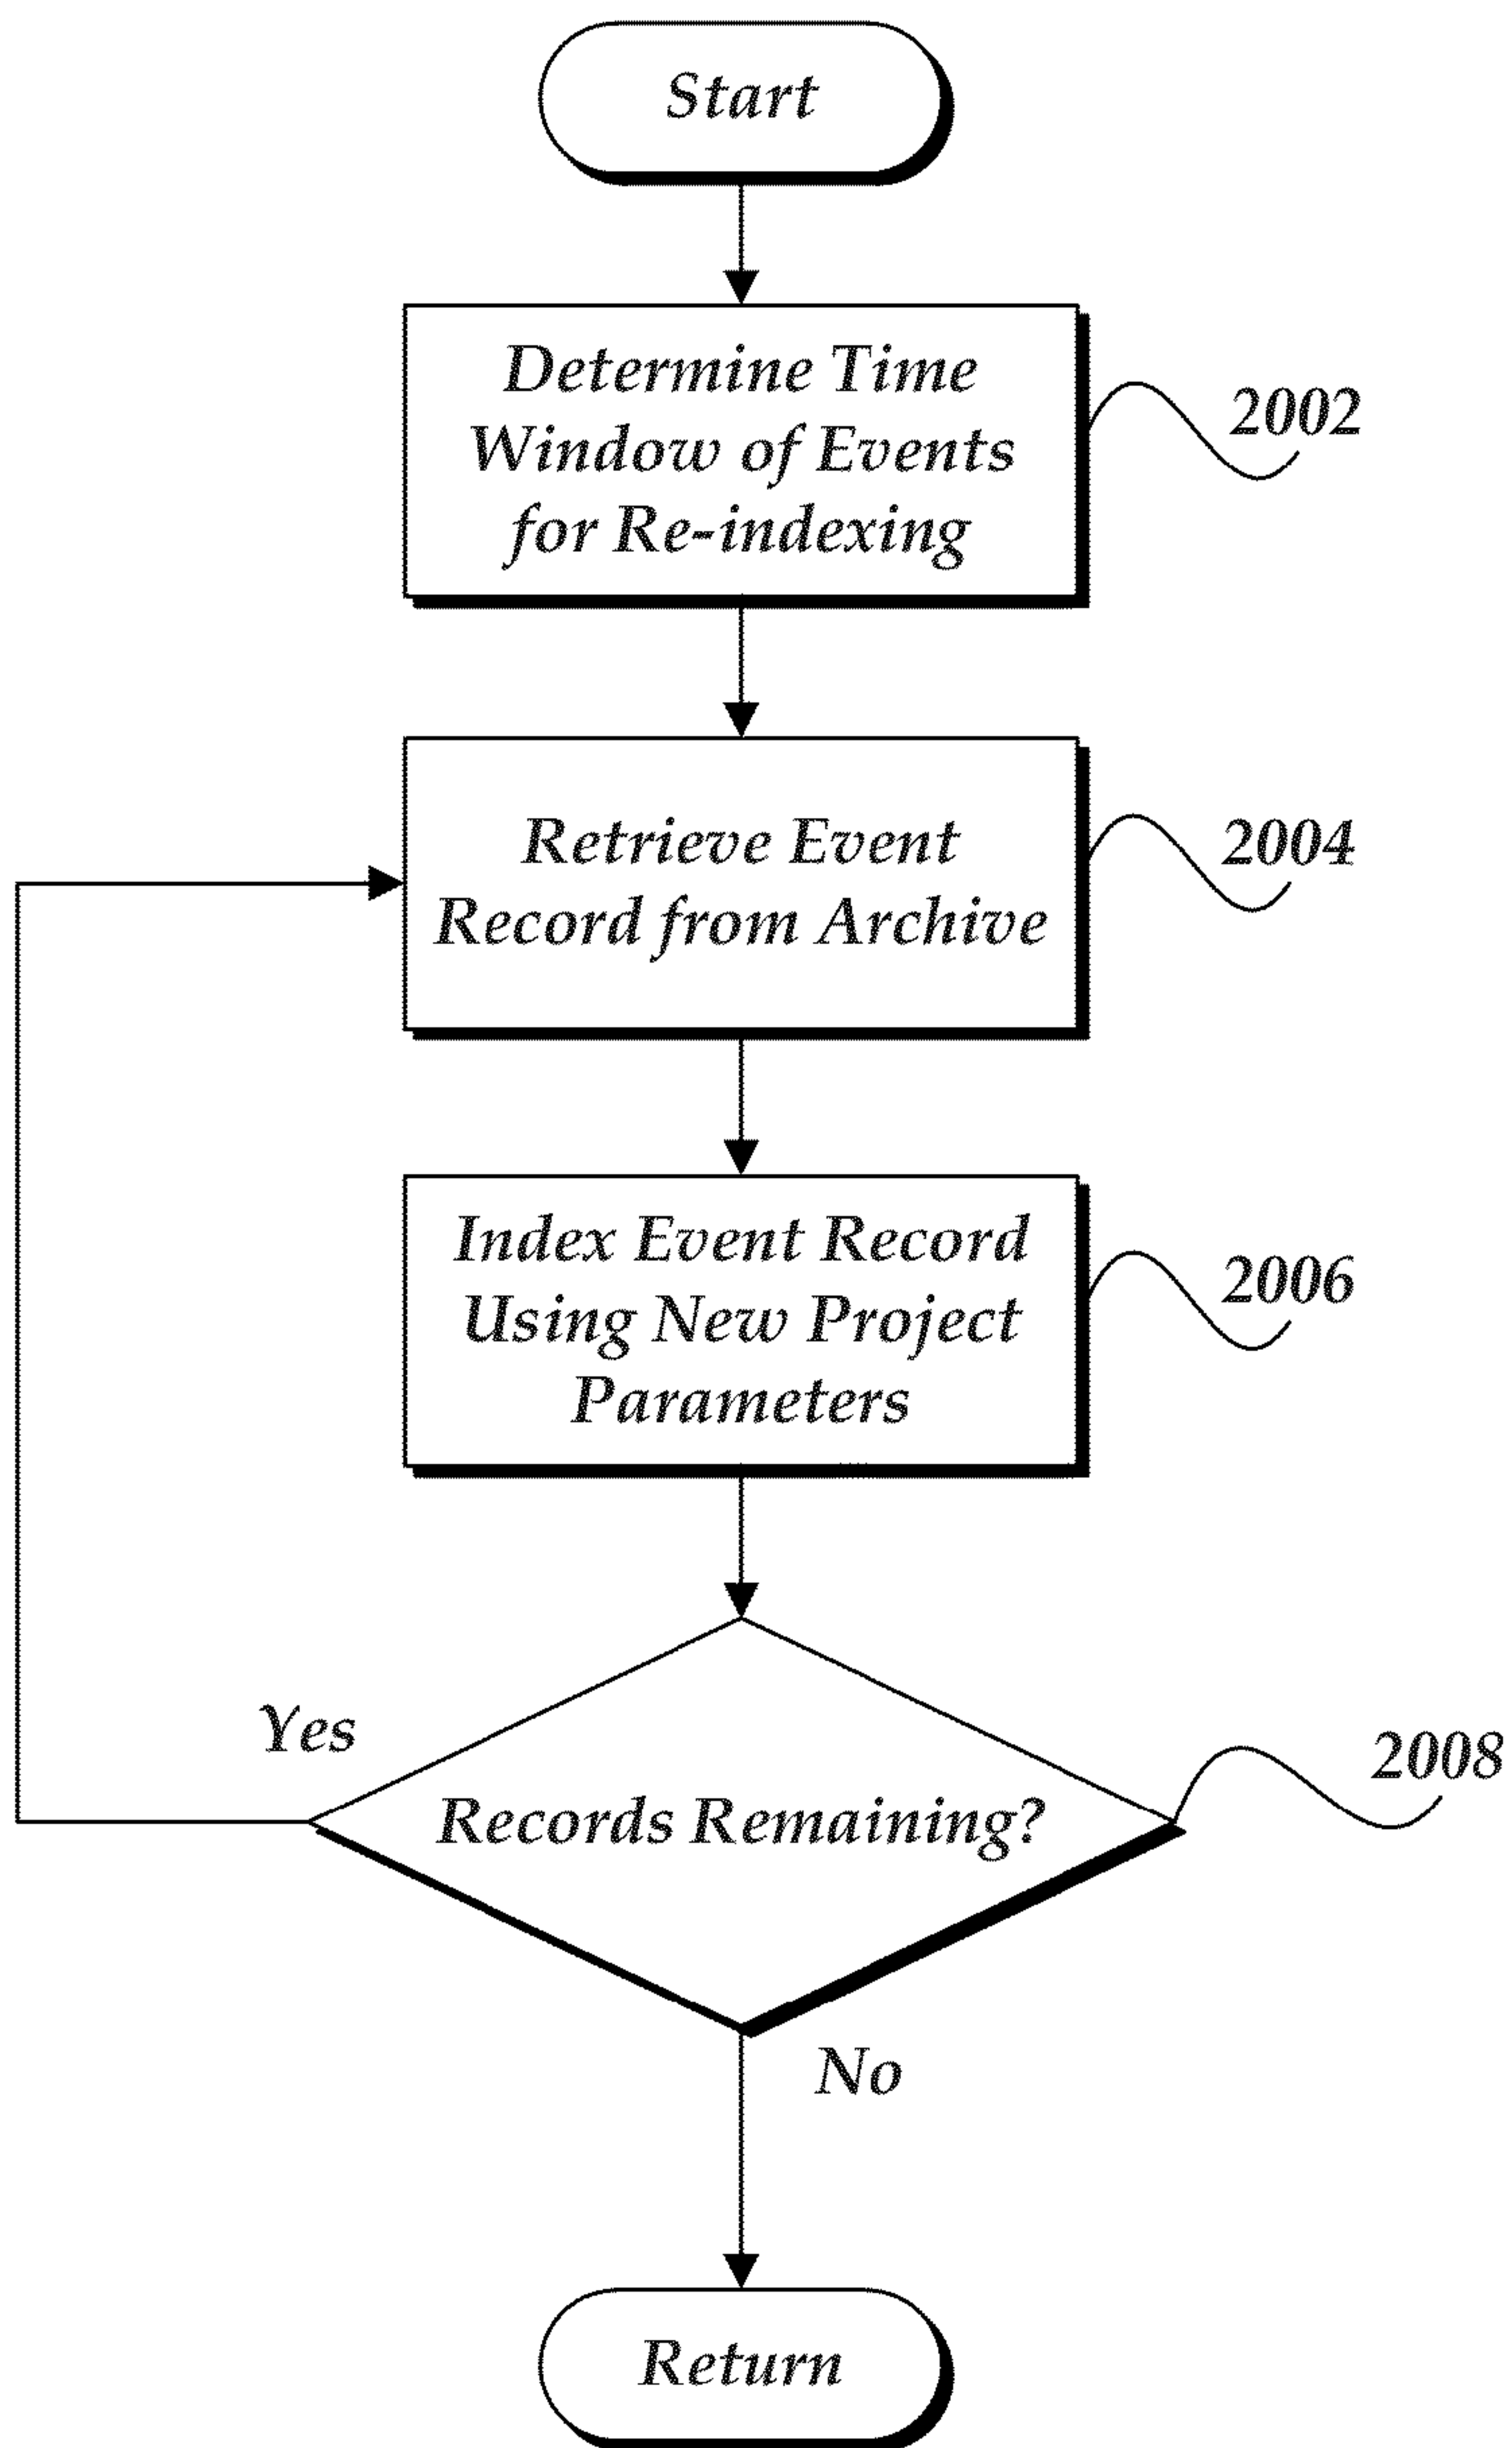 Start
Determine Time
Window of Events
for Re-indexing
2002
Retrieve Event
Record from Archive
2004
Index Event Record
Using New Project
Parameters
2006
Yes
Records Remaining?
2008
No
Return